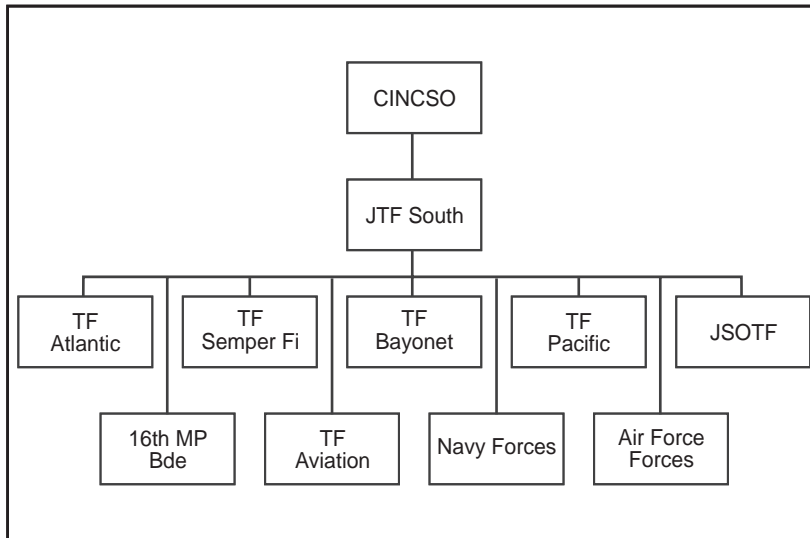 CINCSO
JTF South
TF
Atlantic
TF
Semper Fi
TF
Bayonet
TF
Pacific
JSOTF
16th MP
Bde
TF
Aviation
Navy Forces
Air Force
Forces